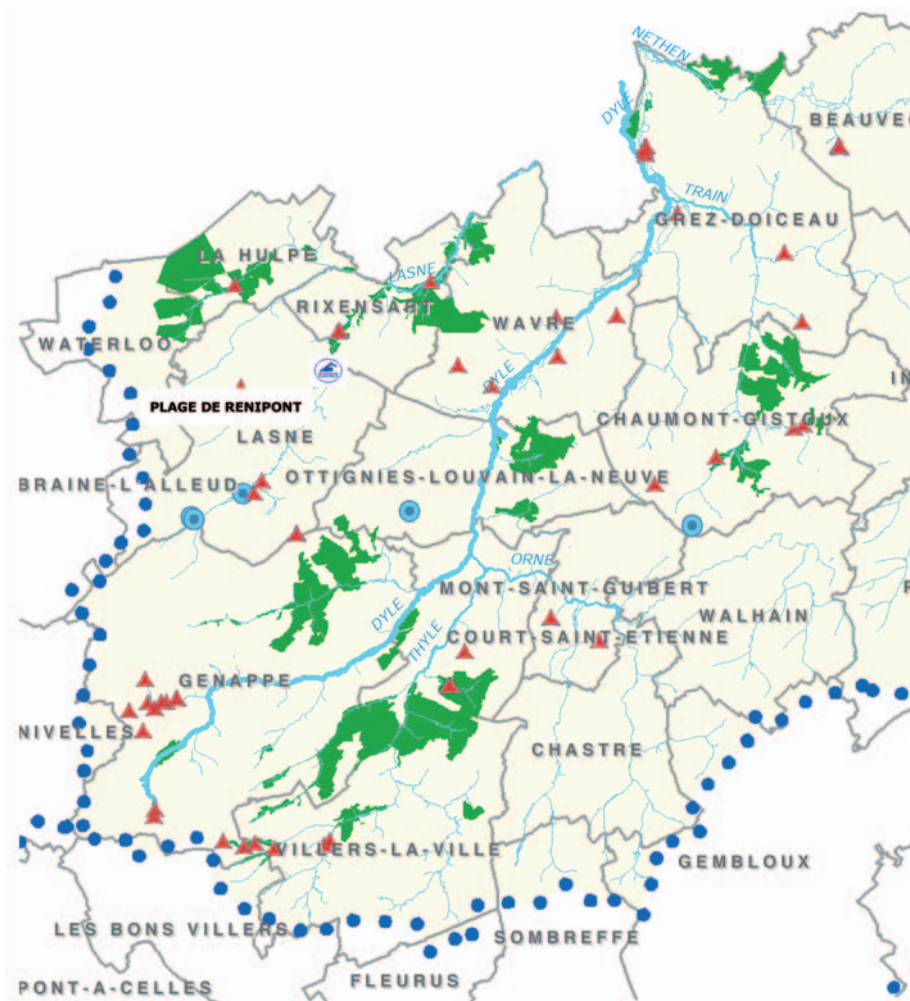 NETHEN
DYLE
BEAUVEC
TRAIN
GREZ-DOICEAU
LA HULPE
LASNE
RIXENSART
WAVRE
WATERLOO
DYLE
IN
PLAGE DE RENIPONT
CHAUMONT-GISTOUX
LASNE
BRAINE-L'ALLEUD
OTTIGNIES-LOUVAIN-LA-NEUVE
ORNE
MONT-SAINT-GUIBERT
DYLE
THYLE
WALHAIN
COURT-SAINT-ETIENNE
GENAPPE
NIVELLES
CHASTRE
VILLERS-LA-VILLE
GEMBLOUX
LES BONS VILLERS
SOMBREFFE
FLEURUS
PONT-A-CELLES